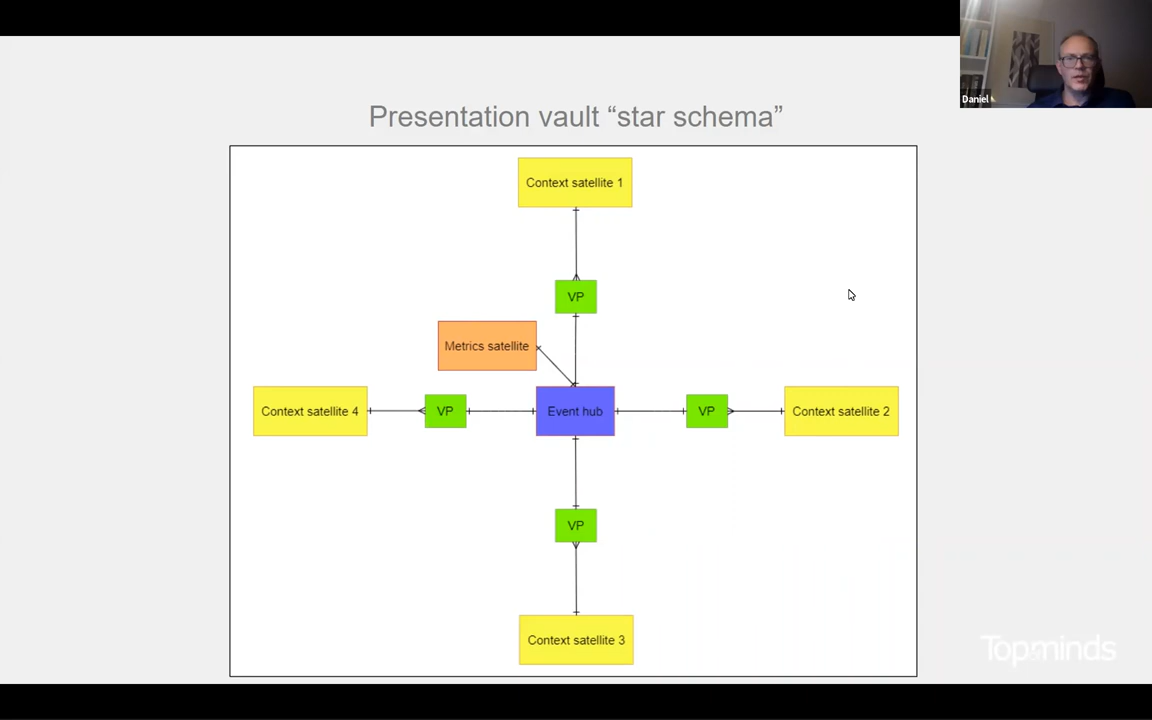 Daniel
Presentation vault “star schema”
Context satellite 1
VP
Metrics satellite
Context satellite 4
VP
Event hub
VP
Context satellite 2
VP
Context satellite 3
Topminds